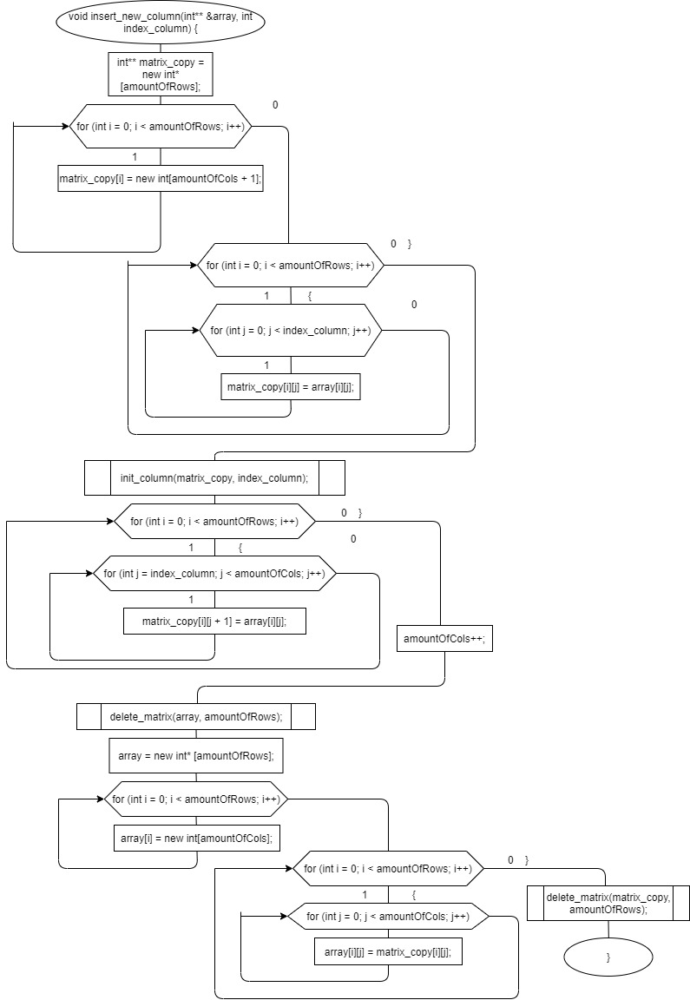 void insert_new_column(int** &array, int
index_column) {
int** matrix_copy =
new int*
[amountOfRows];
0
for (int i = 0; i < amountOfRows; i++)
1
matrix_copy[i] = new int[amountOfCols + 1];
0 }
for (int i = 0; i < amountOfRows; i++)
1 {
0
for (int j = 0; j < index_column; j++)
1
matrix_copy[i][j] = array[i][j];
init_column(matrix_copy, index_column);
0 }
for (int i = 0; i < amountOfRows; i++)
0
1 {
for (int j = index_column; j < amountOfCols; j++)
1
matrix_copy[i][j + 1] = array[i][j];
amountOfCols++;
delete_matrix(array, amountOfRows);
array = new int* [amountOfRows];
for (int i = 0; i < amountOfRows; i++)
array[i] = new int[amountOfCols];
0 }
for (int i = 0; i < amountOfRows; i++)
1 {
delete_matrix(matrix_copy,
amountOfRows);
for (int j = 0; j < amountOfCols; j++)
array[i][j] = matrix_copy[i][j];
}